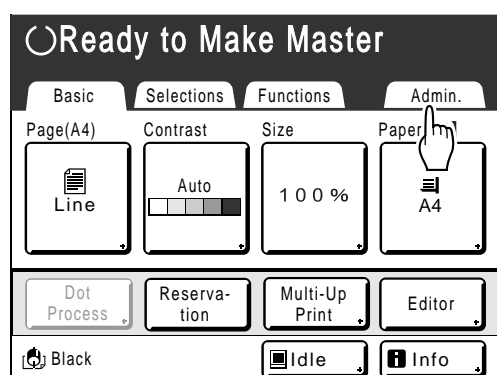 Ready to Make Master
Basic Selections Functions Admin.
Page(A4) Contrast Size Paper
Line Auto 100% A4
Dot Process
Reserva-tion
Multi-Up Print
Editor
Black Idle Info